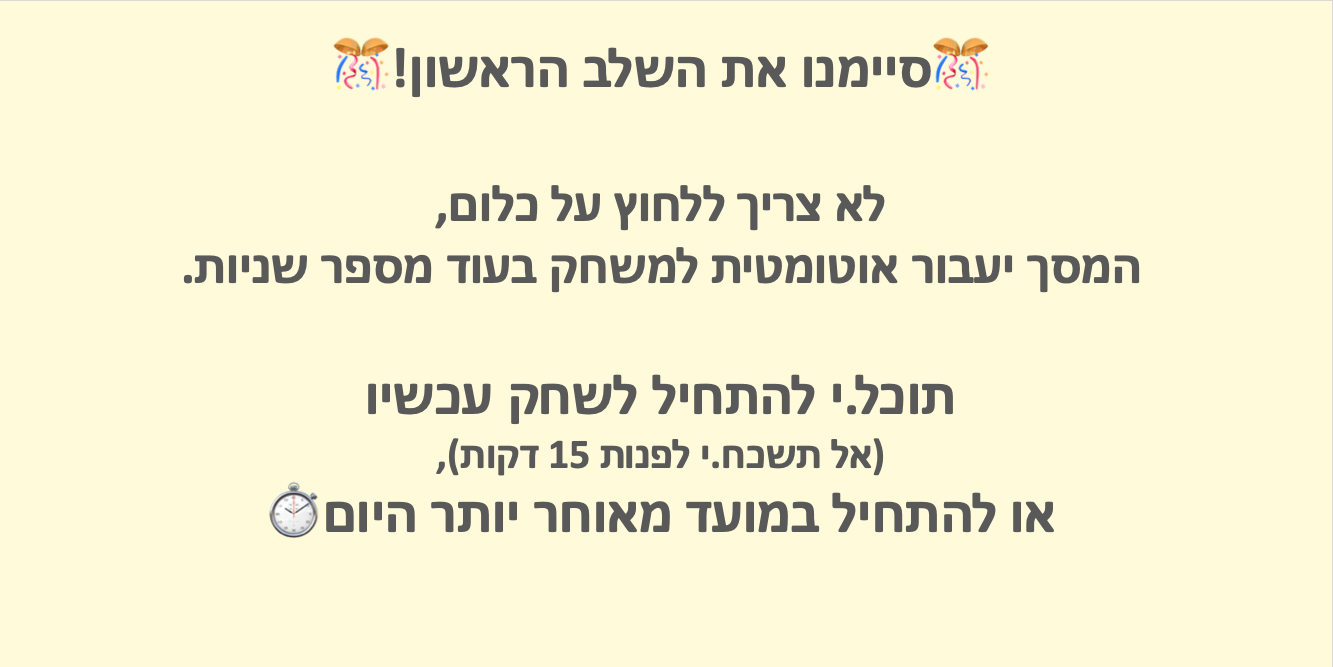 🎊סיימנו את השלב הראשון!🎊
לא צריך ללחוץ על כלום,
המסך יעבור אוטומטית למשחק בעוד מספר שניות.
תוכל.י להתחיל לשחק עכשיו
(אל תשכח.י לפנות 15 דקות),
או להתחיל במועד מאוחר יותר היום⏱